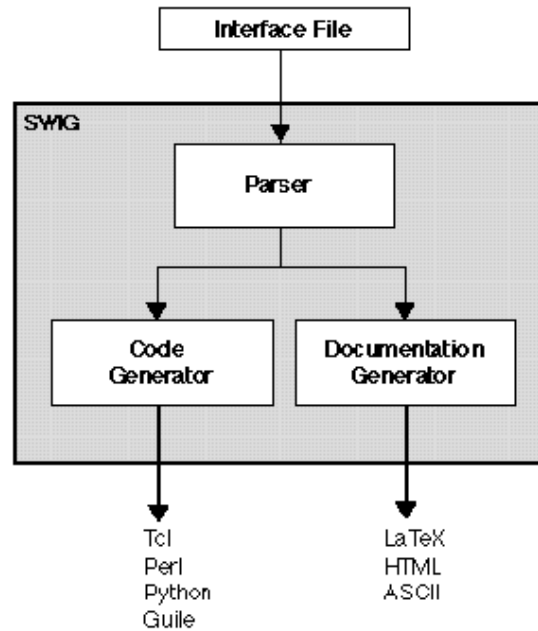 Interface File
SWIG
Parser
Code
Generator
Documentation
Generator
Tcl
Perl
Python
Guile
LaTeX
HTML
ASCII